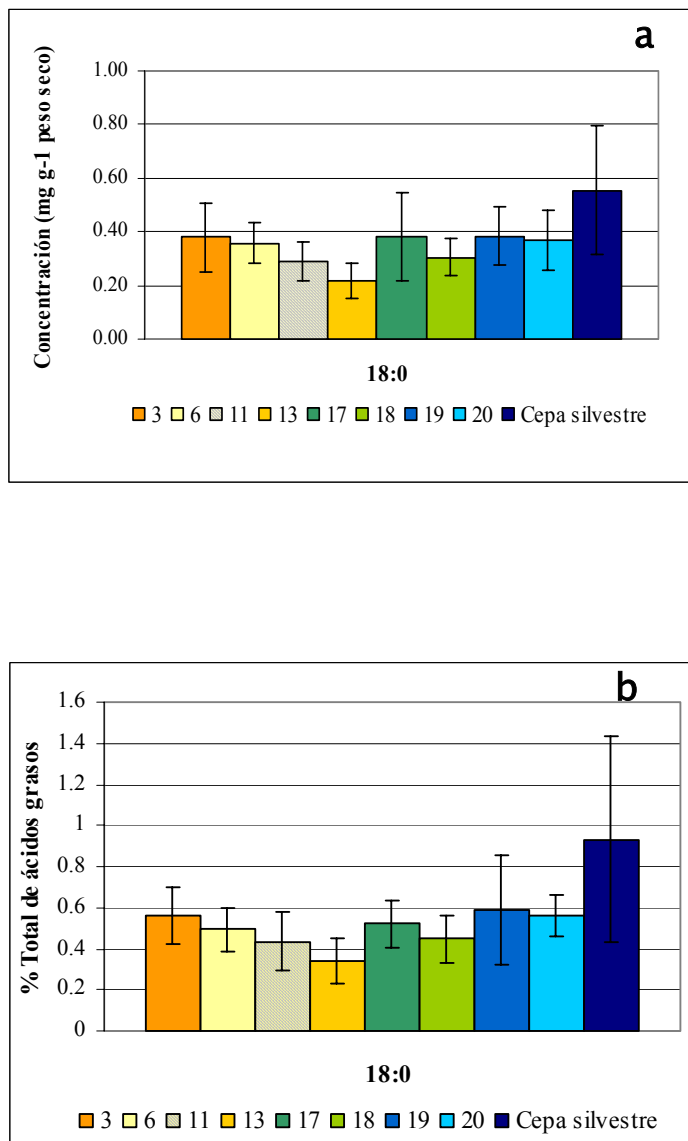 a
Concentración (mg g-1 peso seco)
1.00
0.80
0.60
0.40
0.20
0.00
18:0
3 6 11 13 17 18 19 20 Cepa silvestre
b
% Total de ácidos grasos
1.6
1.4
1.2
1
0.8
0.6
0.4
0.2
0
18:0
3 6 11 13 17 18 19 20 Cepa silvestre